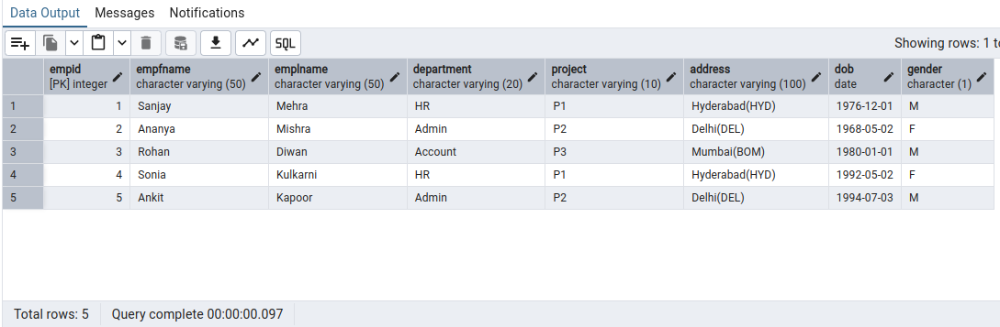 Data Output Messages Notifications
SQL
Showing rows: 1 to
empid empfname emplname department project address dob gender
[PK] integer character varying (50) character varying (50) character varying (20) character varying (10) character varying (100) date character (1)
1 1 Sanjay Mehra HR P1 Hyderabad(HYD) 1976-12-01 M
2 2 Ananya Mishra Admin P2 Delhi(DEL) 1968-05-02 F
3 3 Rohan Diwan Account P3 Mumbai(BOM) 1980-01-01 M
4 4 Sonia Kulkarni HR P1 Hyderabad(HYD) 1992-05-02 F
5 5 Ankit Kapoor Admin P2 Delhi(DEL) 1994-07-03 M
Total rows: 5 Query complete 00:00:00.097